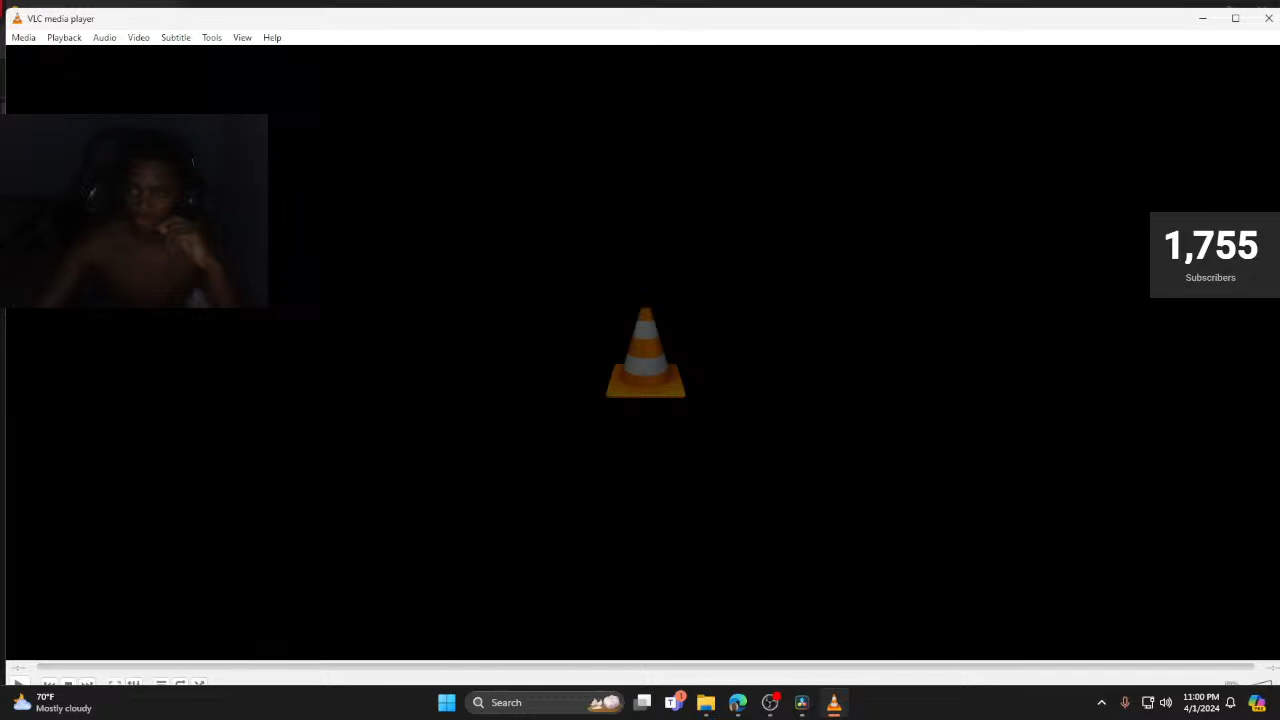 VLC media player
Media Playback Audio Video Subtitle Tools View Help
1,755
Subscribers
70°F
Mostly cloudy
Search
1
11:00 PM
4/1/2024